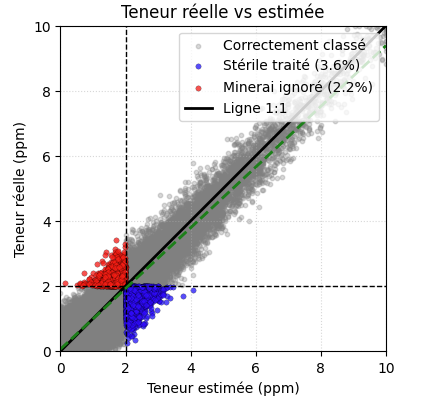 Teneur réelle vs estimée
Correctement classé
Stérile traité (3.6%)
Minerai ignoré (2.2%)
Ligne 1:1
10
8
6
4
2
0
Teneur réelle (ppm)
0 2 4 6 8 10
Teneur estimée (ppm)